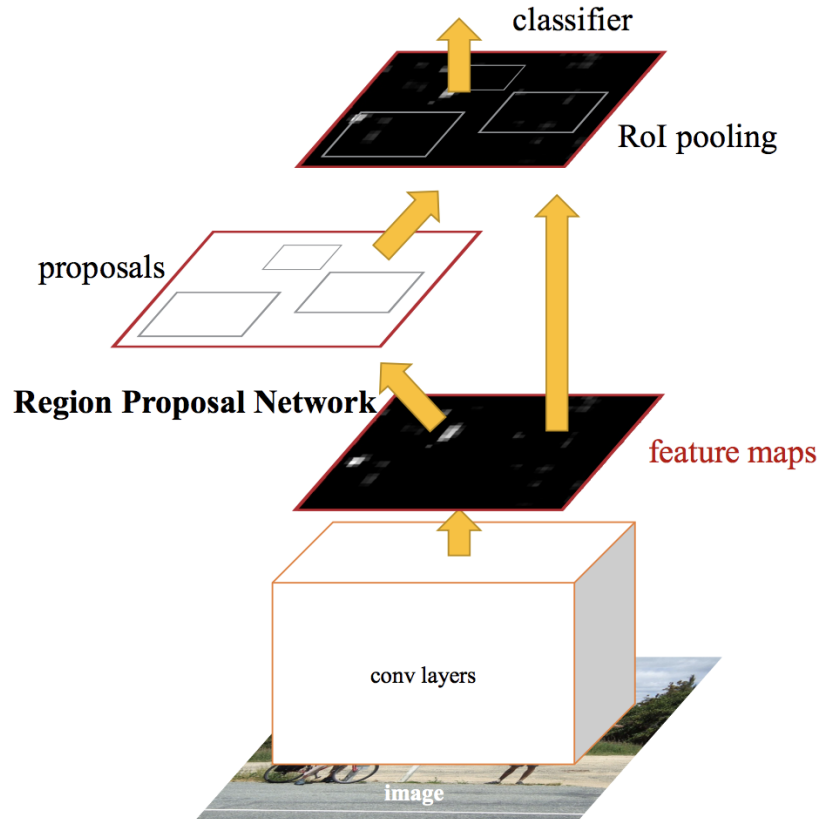 classifier
RoI pooling
proposals
Region Proposal Network
feature maps
conv layers
image